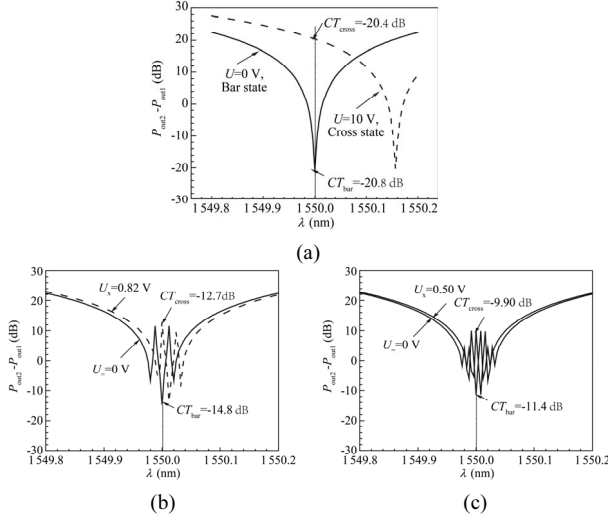 30
CT_cross=-20.4 dB
20
10
U=0 V,
Bar state
0
U=10 V,
Cross state
-10
-20
CT_bar=-20.8 dB
-30
P_out2-P_out1 (dB)
1 549.8 1 549.9 1 550.0 1 550.1 1 550.2
λ (nm)
(a)
30
U_x=0.82 V
CT_cross=-12.7dB
20
10
0
U_=0 V
-10
CT_bar=-14.8 dB
-20
-30
P_out2-P_out1 (dB)
1 549.8 1 549.9 1 550.0 1 550.1 1 550.2
λ (nm)
(b)
30
U_x=0.50 V
CT_cross=-9.90 dB
20
10
0
U_=0 V
-10
CT_bar=-11.4 dB
-20
-30
P_out2-P_out1 (dB)
1 549.8 1 549.9 1 550.0 1 550.1 1 550.2
λ (nm)
(c)